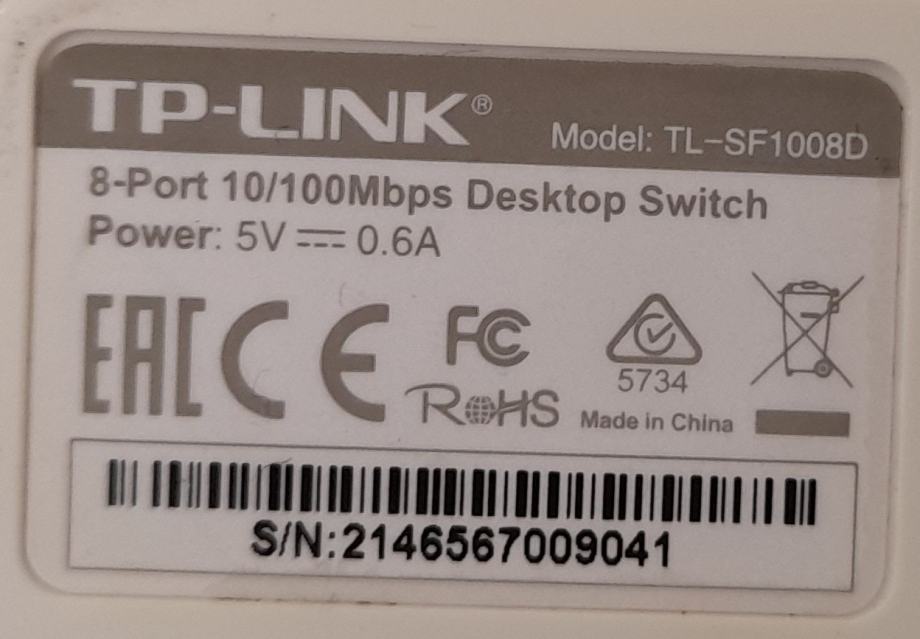 TP-LINK®
Model: TL-SF1008D
8-Port 10/100Mbps Desktop Switch
Power: 5V ⎓ 0.6A
EAC CE FC
RoHS
5734
Made in China
S/N:2146567009041